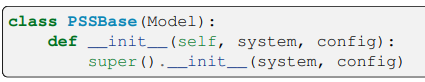 class PSSBase(Model):
    def __init__(self, system, config):
        super().__init__(system, config)